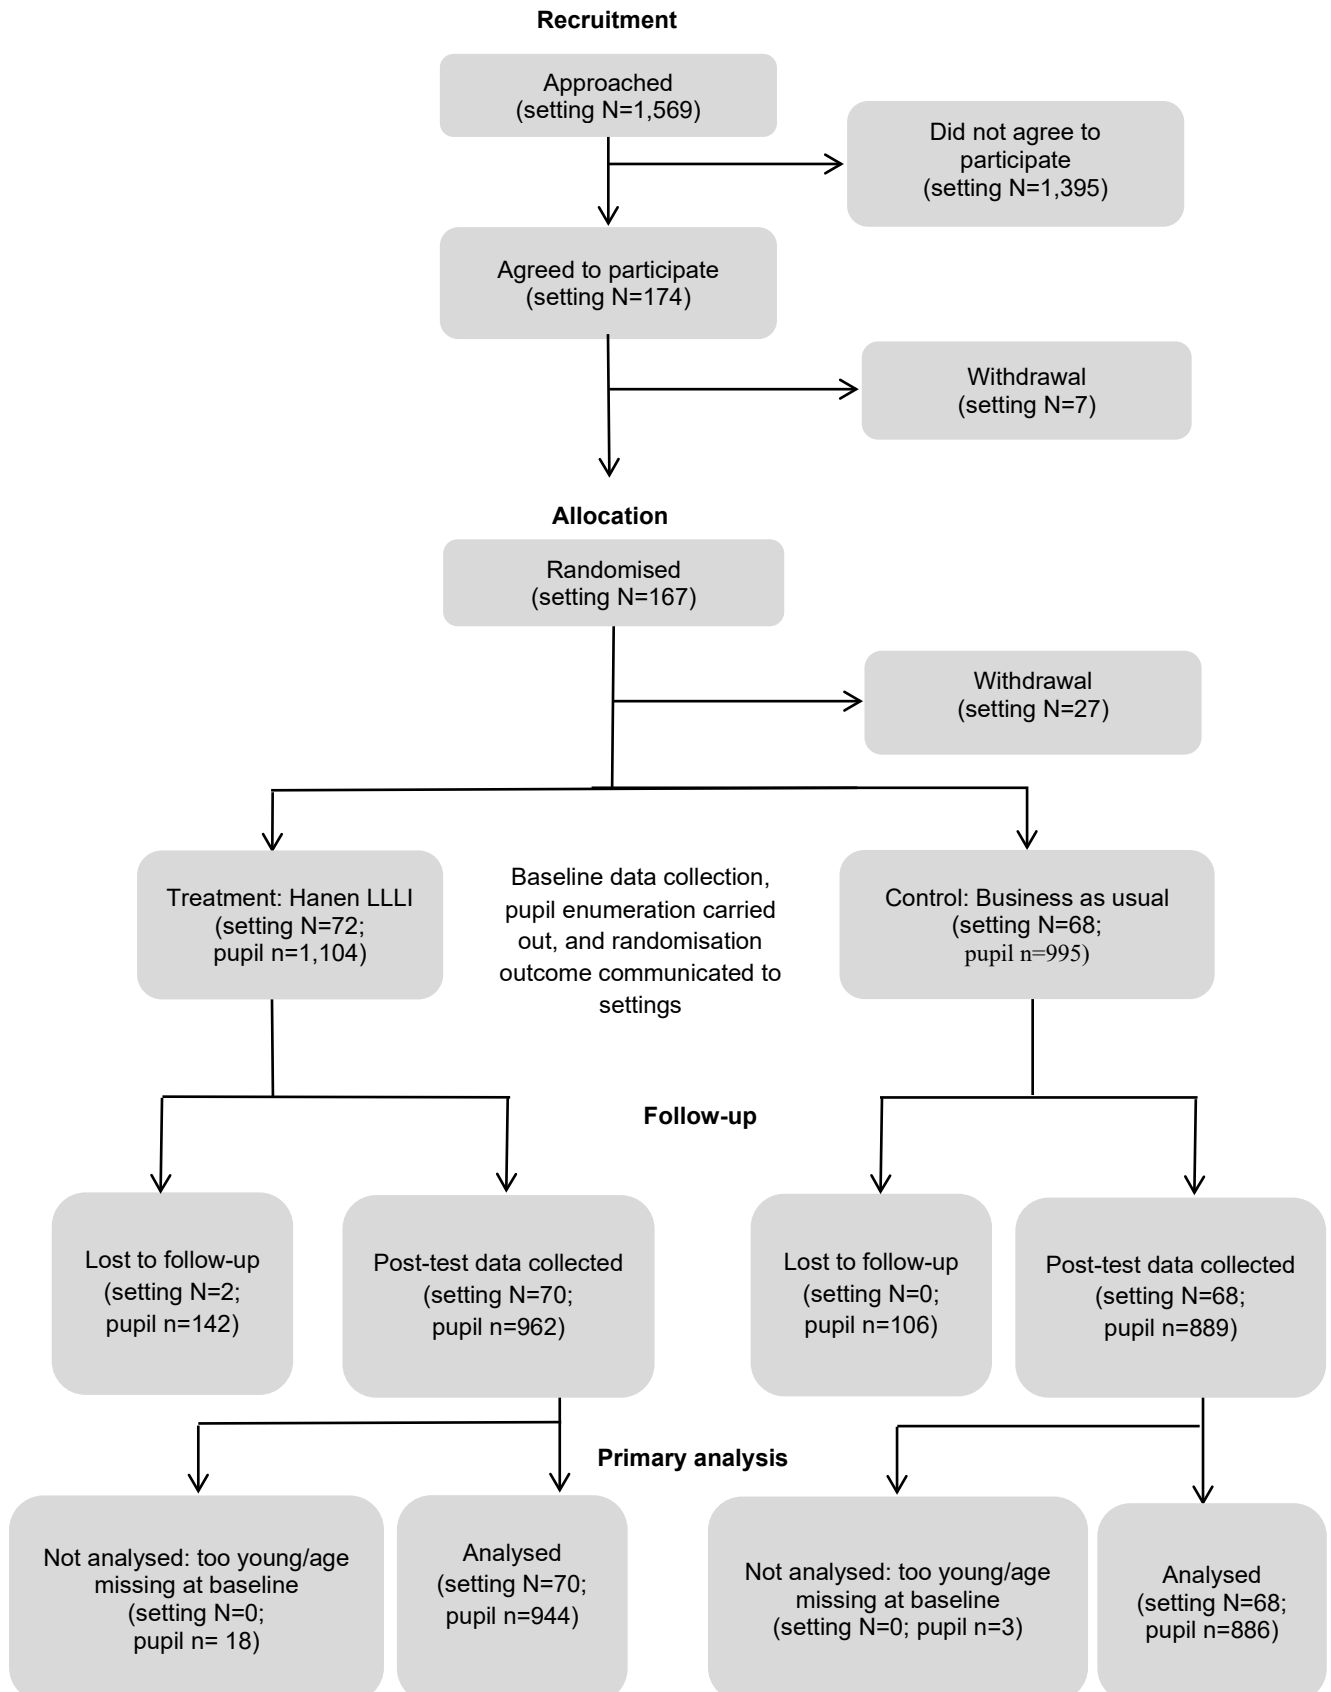 Recruitment
Approached
(setting N=1,569)
Did not agree to
participate
(setting N=1,395)
Agreed to participate
(setting N=174)
Withdrawal
(setting N=7)
Allocation
Randomised
(setting N=167)
Withdrawal
(setting N=27)
Treatment: Hanen LLLI
(setting N=72;
pupil n=1,104)
Baseline data collection,
pupil enumeration carried
out, and randomisation
outcome communicated to
settings
Control: Business as usual
(setting N=68;
pupil n=995)
Follow-up
Lost to follow-up
(setting N=2;
pupil n=142)
Post-test data collected
(setting N=70;
pupil n=962)
Lost to follow-up
(setting N=0;
pupil n=106)
Post-test data collected
(setting N=68;
pupil n=889)
Primary analysis
Not analysed: too young/age
missing at baseline
(setting N=0;
pupil n= 18)
Analysed
(setting N=70;
pupil n=944)
Not analysed: too young/age
missing at baseline
(setting N=0; pupil n=3)
Analysed
(setting N=68;
pupil n=886)